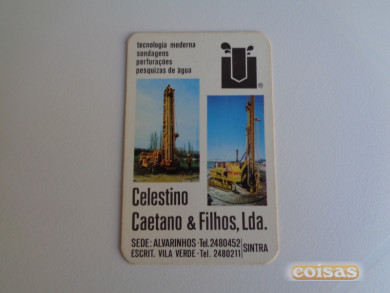 tecnologia moderna
sondagens
perfurações
pesquizas de água
®
Celestino
Caetano & Filhos, Lda.
SEDE: ALVARINHOS - Tel. 2480452
ESCRIT. VILA VERDE - Tel. 2480211
SINTRA
coisas